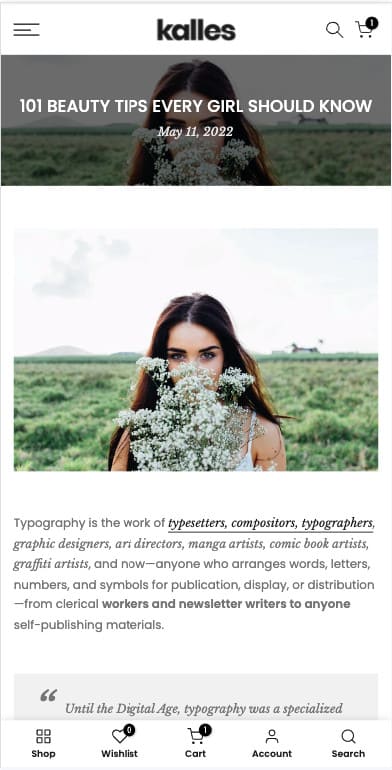 kalles
1
101 BEAUTY TIPS EVERY GIRL SHOULD KNOW
May 11, 2022
Typography is the work of typesetters, compositors, typographers,
graphic designers, art directors, manga artists, comic book artists,
graffiti artists, and now—anyone who arranges words, letters,
numbers, and symbols for publication, display, or distribution
—from clerical workers and newsletter writers to anyone
self-publishing materials.
“ Until the Digital Age, typography was a specialized
0
1
Shop Wishlist Cart Account Search